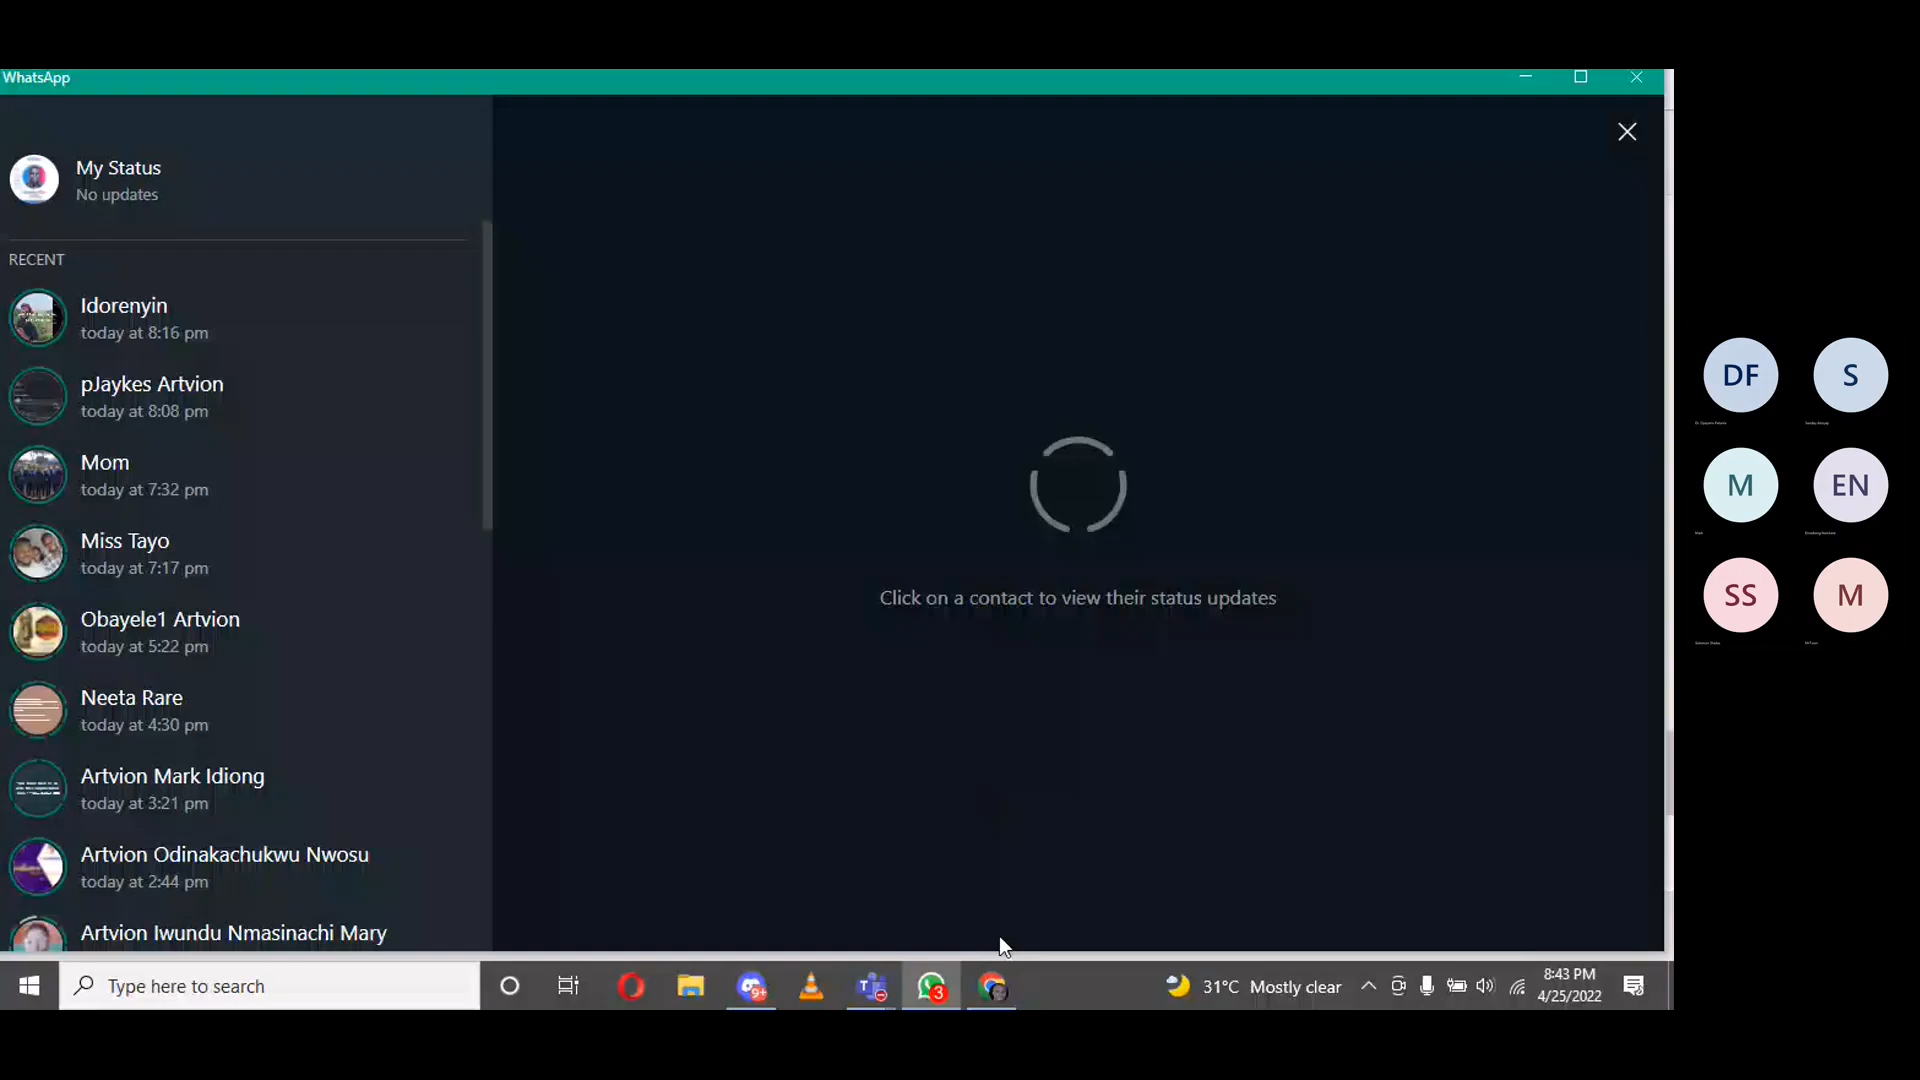 WhatsApp
My Status
No updates
RECENT
Idorenyin
today at 8:16 pm
pJaykes Artvion
today at 8:08 pm
Mom
today at 7:32 pm
Miss Tayo
today at 7:17 pm
Obayele1 Artvion
today at 5:22 pm
Neeta Rare
today at 4:30 pm
Artvion Mark Idiong
today at 3:21 pm
Artvion Odinakachukwu Nwosu
today at 2:44 pm
Artvion Iwundu Nmasinachi Mary
Click on a contact to view their status updates
DF
S
M
EN
SS
M
Type here to search
9+
3
31°C Mostly clear
8:43 PM
4/25/2022